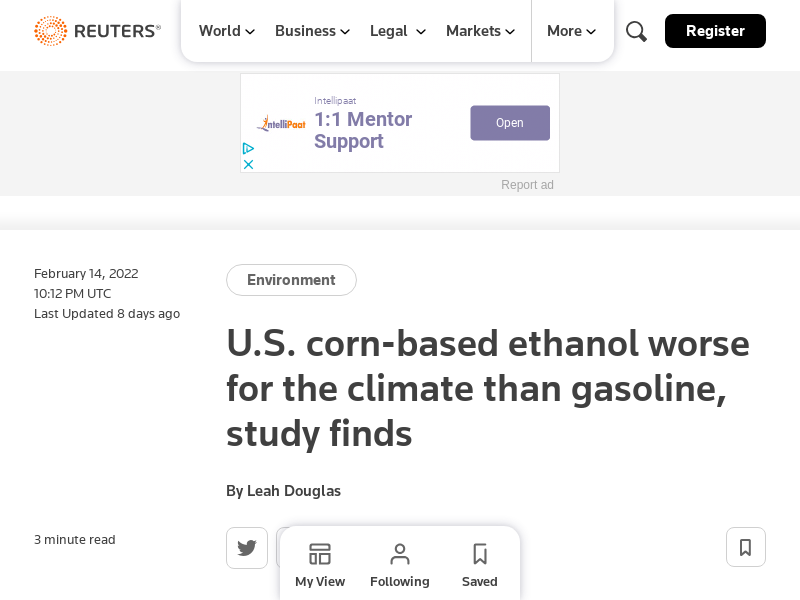 REUTERS®
World
Business
Legal
Markets
More
Register
IntelliPaat
Intellipaat
1:1 Mentor
Support
Open
Report ad
February 14, 2022
10:12 PM UTC
Last Updated 8 days ago
Environment
U.S. corn-based ethanol worse
for the climate than gasoline,
study finds
By Leah Douglas
3 minute read
My View
Following
Saved